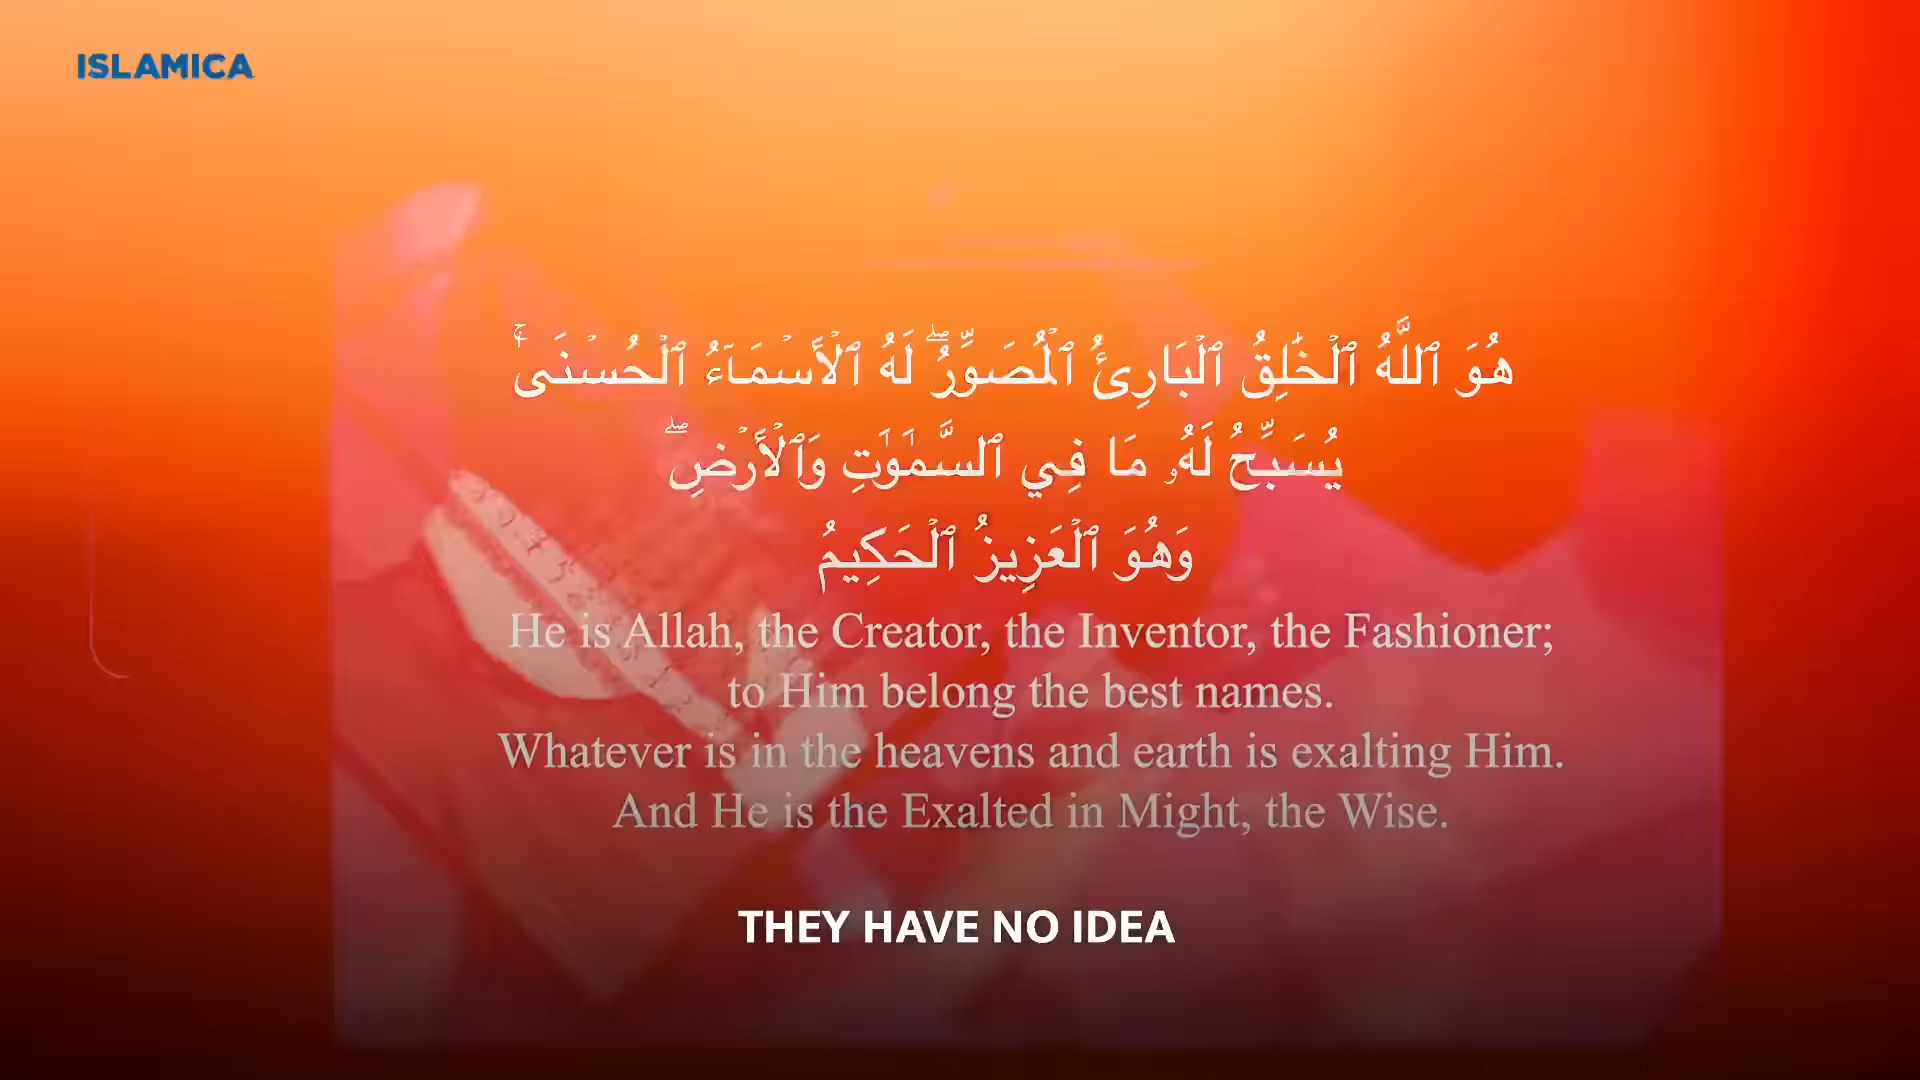 ISLAMICA
هُوَ ٱللَّهُ ٱلْخَٰلِقُ ٱلْبَارِئُ ٱلْمُصَوِّرُ ۖ لَهُ ٱلْأَسْمَآءُ ٱلْحُسْنَىٰ ۚ
يُسَبِّحُ لَهُۥ مَا فِي ٱلسَّمَٰوَٰتِ وَٱلْأَرْضِ ۖ
وَهُوَ ٱلْعَزِيزُ ٱلْحَكِيمُ
He is Allah, the Creator, the Inventor, the Fashioner;
to Him belong the best names.
Whatever is in the heavens and earth is exalting Him.
And He is the Exalted in Might, the Wise.
THEY HAVE NO IDEA